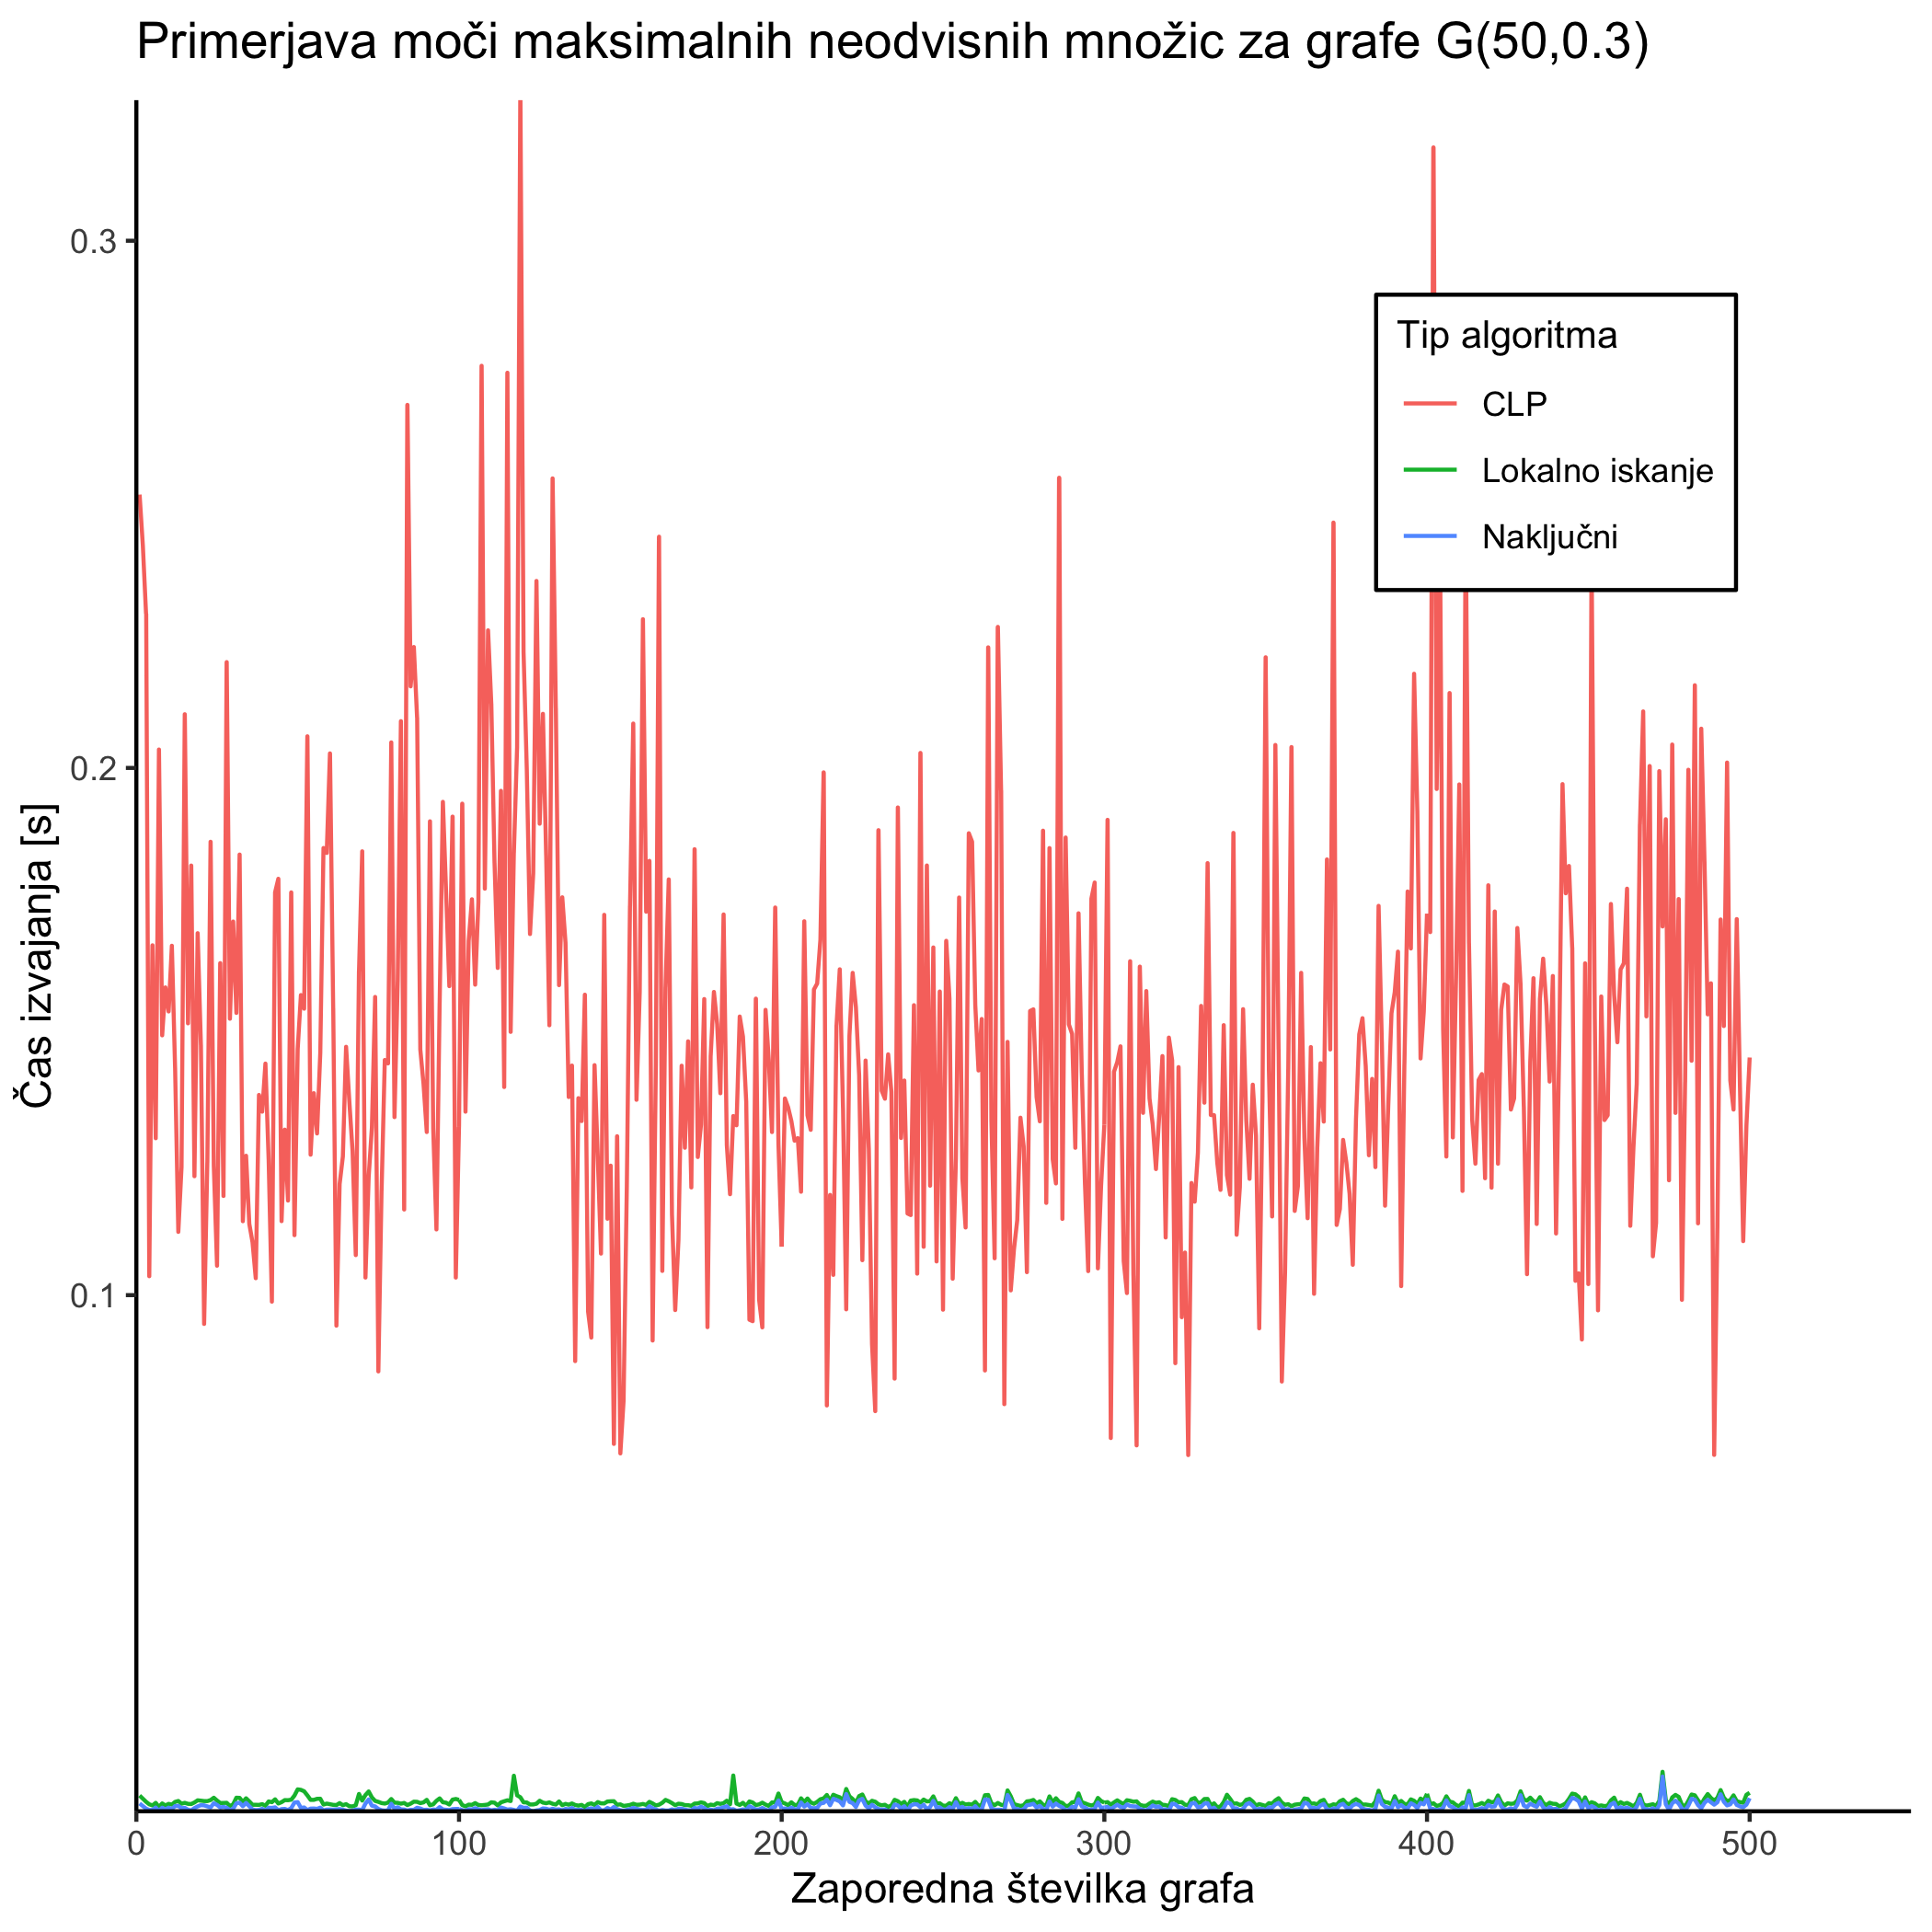 Primerjava moči maksimalnih neodvisnih množic za grafe G(50,0.3)
Čas izvajanja [s]
0.3
0.2
0.1
Tip algoritma
CLP
Lokalno iskanje
Naključni
0 100 200 300 400 500
Zaporedna številka grafa